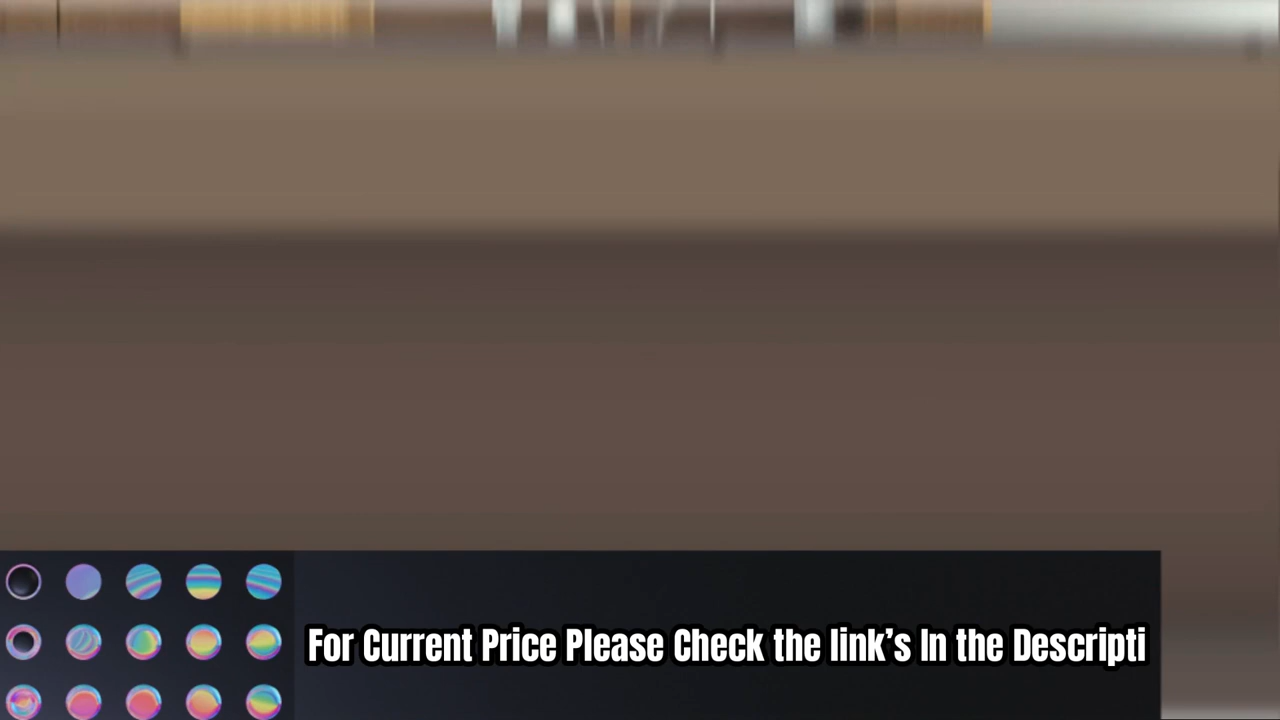 For Current Price Please Check the link’s In the Descripti